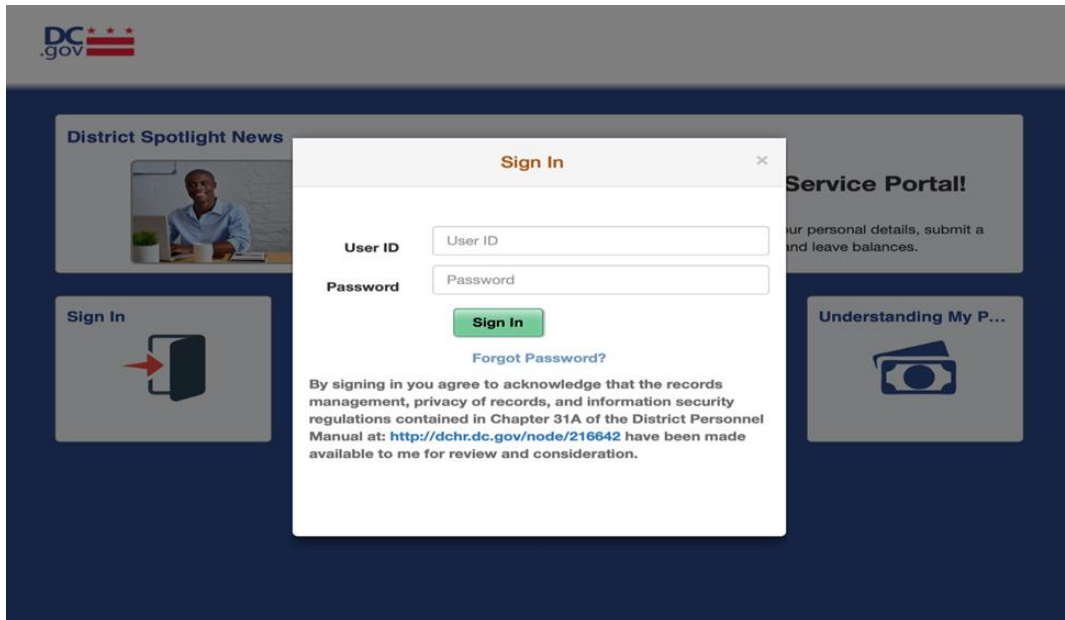 DC
.gov
District Spotlight News
Sign In
×
Service Portal!
User ID
User ID
our personal details, submit a
and leave balances.
Password
Password
Sign In
Sign In
Understanding My P...
Forgot Password?
By signing in you agree to acknowledge that the records
management, privacy of records, and information security
regulations contained in Chapter 31A of the District Personnel
Manual at: http://dchr.dc.gov/node/216642 have been made
available to me for review and consideration.